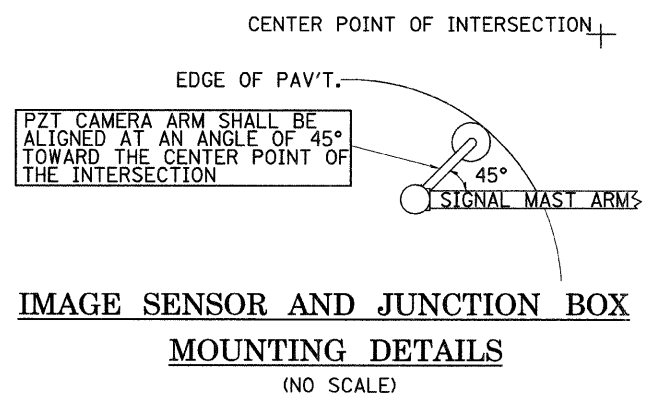 CENTER POINT OF INTERSECTION
EDGE OF PAV'T.
PZT CAMERA ARM SHALL BE
ALIGNED AT AN ANGLE OF 45°
TOWARD THE CENTER POINT OF
THE INTERSECTION
45°
SIGNAL MAST ARM
IMAGE SENSOR AND JUNCTION BOX
MOUNTING DETAILS
(NO SCALE)